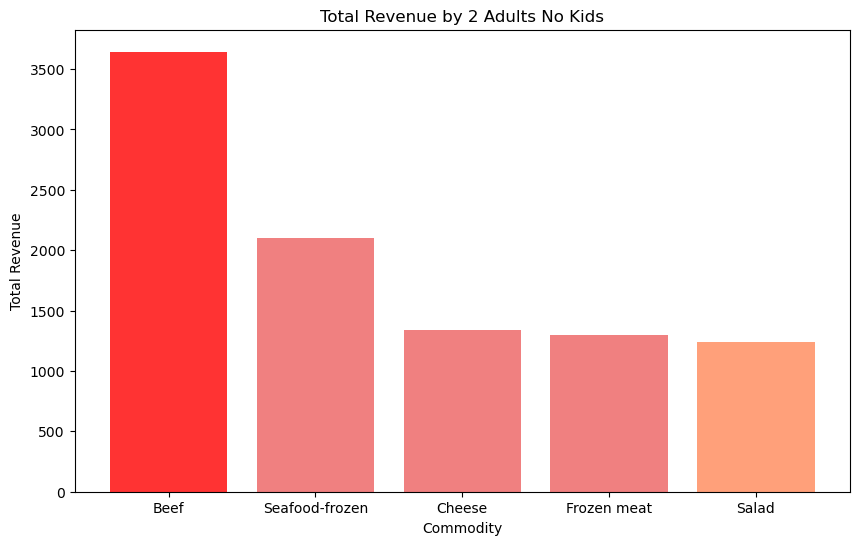 Total Revenue by 2 Adults No Kids
Total Revenue
3500
3000
2500
2000
1500
1000
500
0
Beef Seafood-frozen Cheese Frozen meat Salad
Commodity